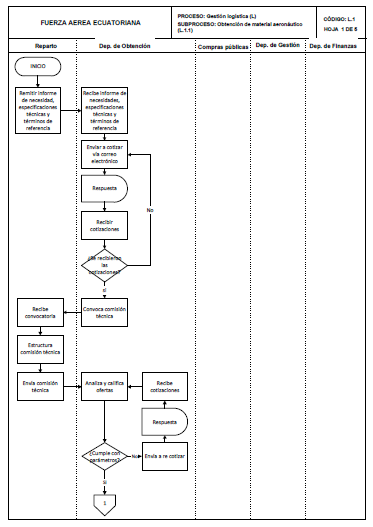 FUERZA AEREA ECUATORIANA
PROCESO: Gestión logística (L)
SUBPROCESO: Obtención de material aeronáutico
(L.1.1)
CÓDIGO: L.1
HOJA 1 DE 5
Reparto
Dep. de Obtención
Compras públicas
Dep. de Gestión
Dep. de Finanzas
INICIO
Remitir informe
de necesidad,
especificaciones
técnicas y
términos de
referencia
Recibe informe de
necesidades,
especificaciones
técnicas y
términos de
referencia
Enviar a cotizar
vía correo
electrónico
Respuesta
No
Recibir
cotizaciones
¿Se recibieron
las
cotizaciones?
sí
Recibe
convocatoria
Convoca comisión
técnica
Estructura
comisión técnica
Envía comisión
técnica
Analiza y califica
ofertas
Recibe
cotizaciones
Respuesta
¿Cumple con
parámetros?
No
Envía a re cotizar
sí
1